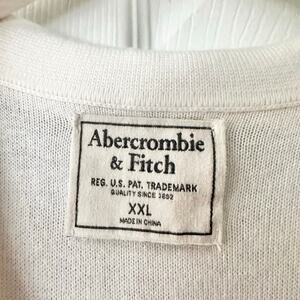 Abercrombie
& Fitch
REG. U.S. PAT. TRADEMARK
QUALITY SINCE 1892
XXL
MADE IN CHINA